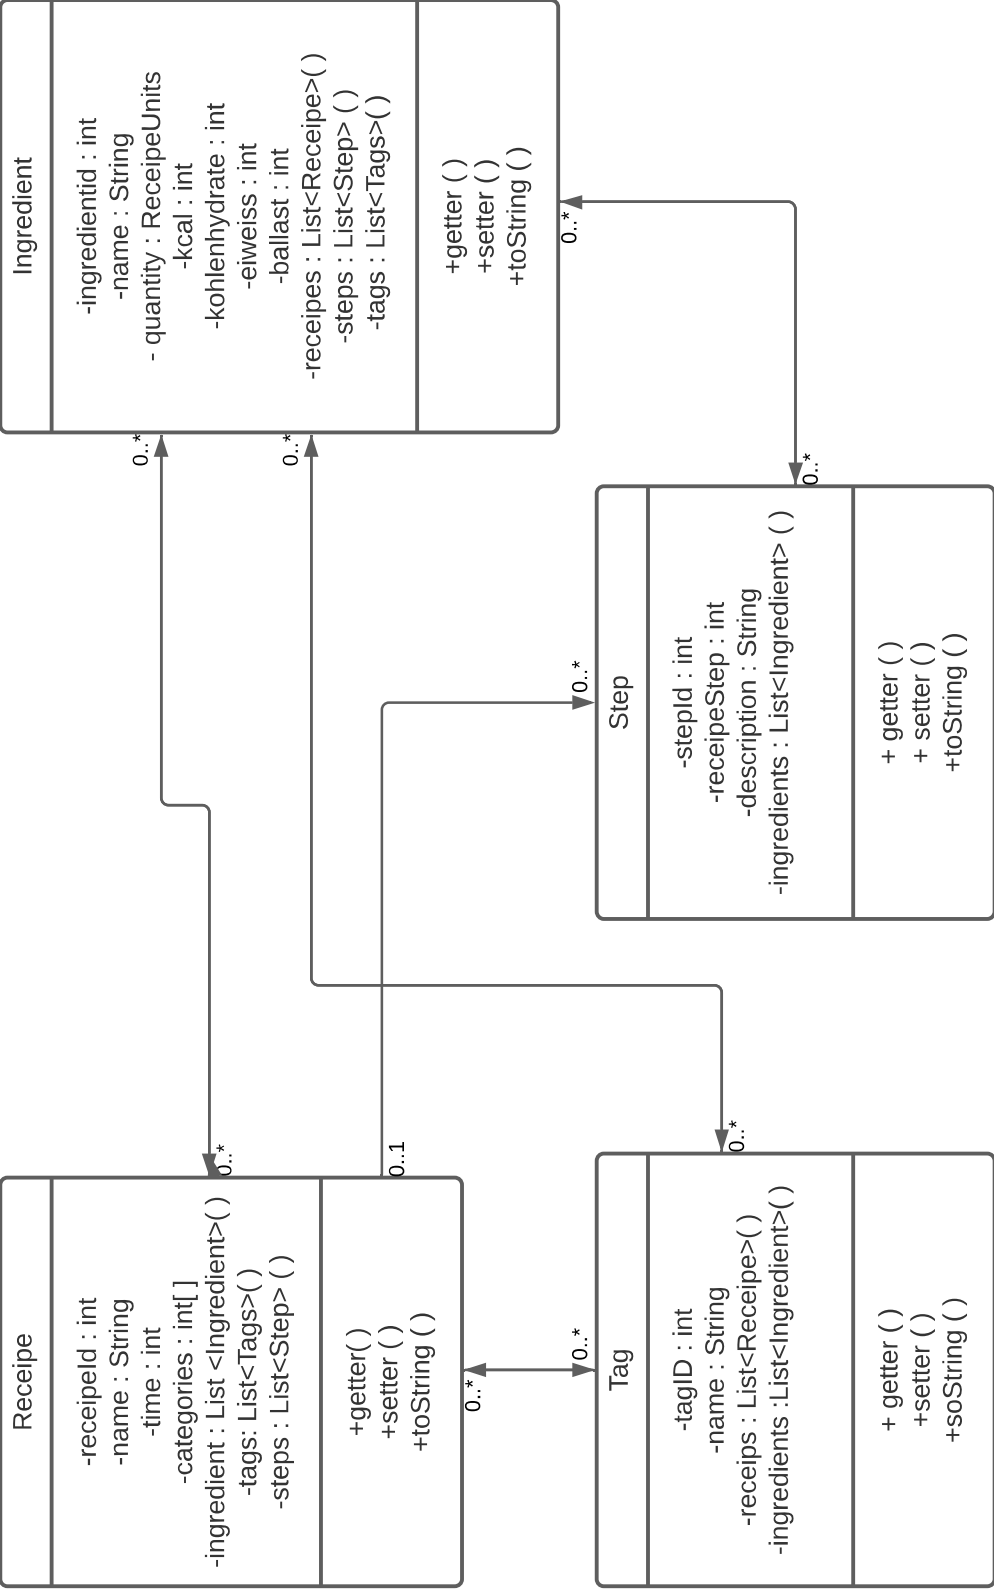 Receipe
-receipeId : int
-name : String
-time : int
-categories : int[ ]
-ingredient : List <Ingredient>( )
-tags: List<Tags>( )
-steps : List<Step> ( )
+getter( )
+setter ( )
+toString ( )
0..*
0..1
0..*
0..*
0..*
0..*
Ingredient
-ingredientid : int
-name : String
- quantity : ReceipeUnits
-kcal : int
-kohlenhydrate : int
-eiweiss : int
-ballast : int
-receipes : List<Receipe>( )
-steps : List<Step> ( )
-tags : List<Tags>( )
+getter ( )
+setter ( )
+toString ( )
0..*
Tag
-tagID : int
-name : String
-receips : List<Receipe>( )
-ingredients :List<Ingredient>( )
+ getter ( )
+setter ( )
+soString ( )
0..*
0..*
0..*
Step
-stepId : int
-receipeStep : int
-description : String
-ingredients : List<Ingredient> ( )
+ getter ( )
+ setter ( )
+toString ( )